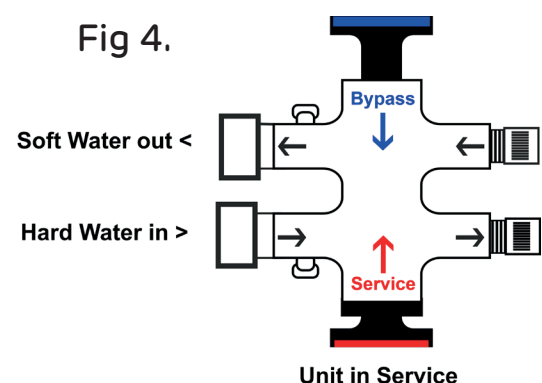 Fig 4.
Bypass
Soft Water out <
Hard Water in >
Service
Unit in Service